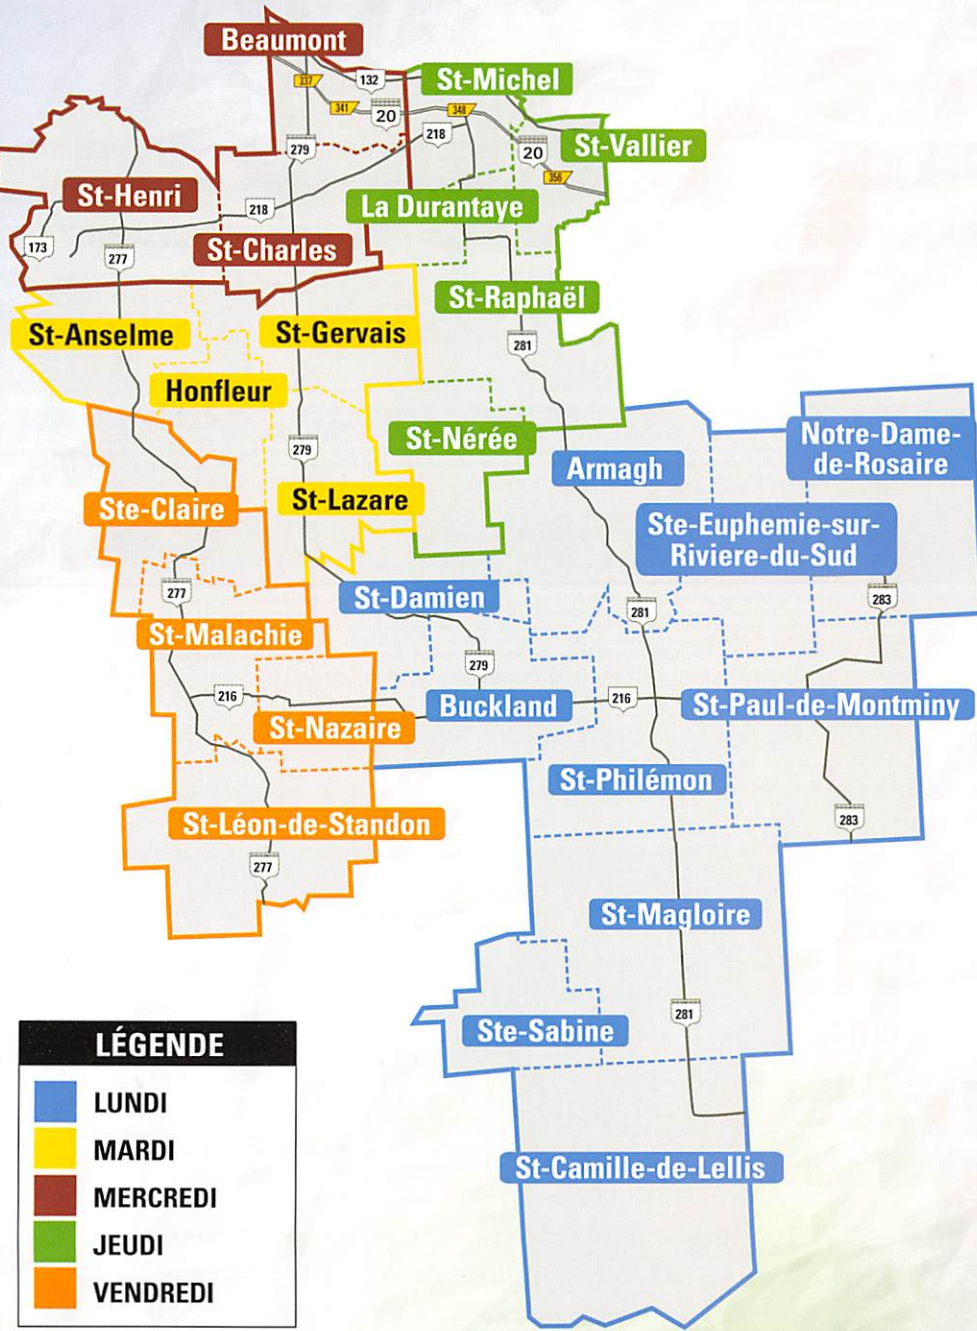 Beaumont
337
132
St-Michel
341
20
348
218
279
20
St-Vallier
356
St-Henri
La Durantaye
218
173
277
St-Charles
St-Raphaël
St-Anselme
St-Gervais
281
Honfleur
St-Nérée
279
Armagh
Notre-Dame-
de-Rosaire
Ste-Claire
St-Lazare
Ste-Euphemie-sur-
Riviere-du-Sud
277
St-Damien
281
283
St-Malachie
279
216
Buckland
216
St-Paul-de-Montminy
St-Nazaire
St-Philémon
St-Léon-de-Standon
283
277
St-Magloire
281
Ste-Sabine
St-Camille-de-Lellis
LÉGENDE
LUNDI
MARDI
MERCREDI
JEUDI
VENDREDI